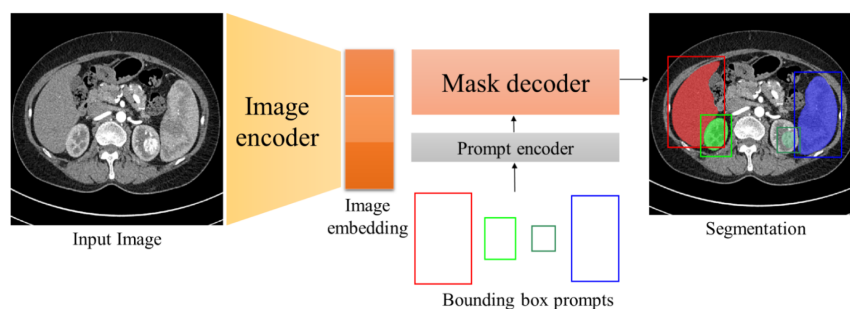 Input Image
Image
encoder
Image
embedding
Mask decoder
Prompt encoder
Bounding box prompts
Segmentation